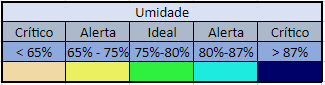 Umidade
Crítico Alerta Ideal Alerta Crítico
< 65% 65% - 75% 75%-80% 80%-87% > 87%